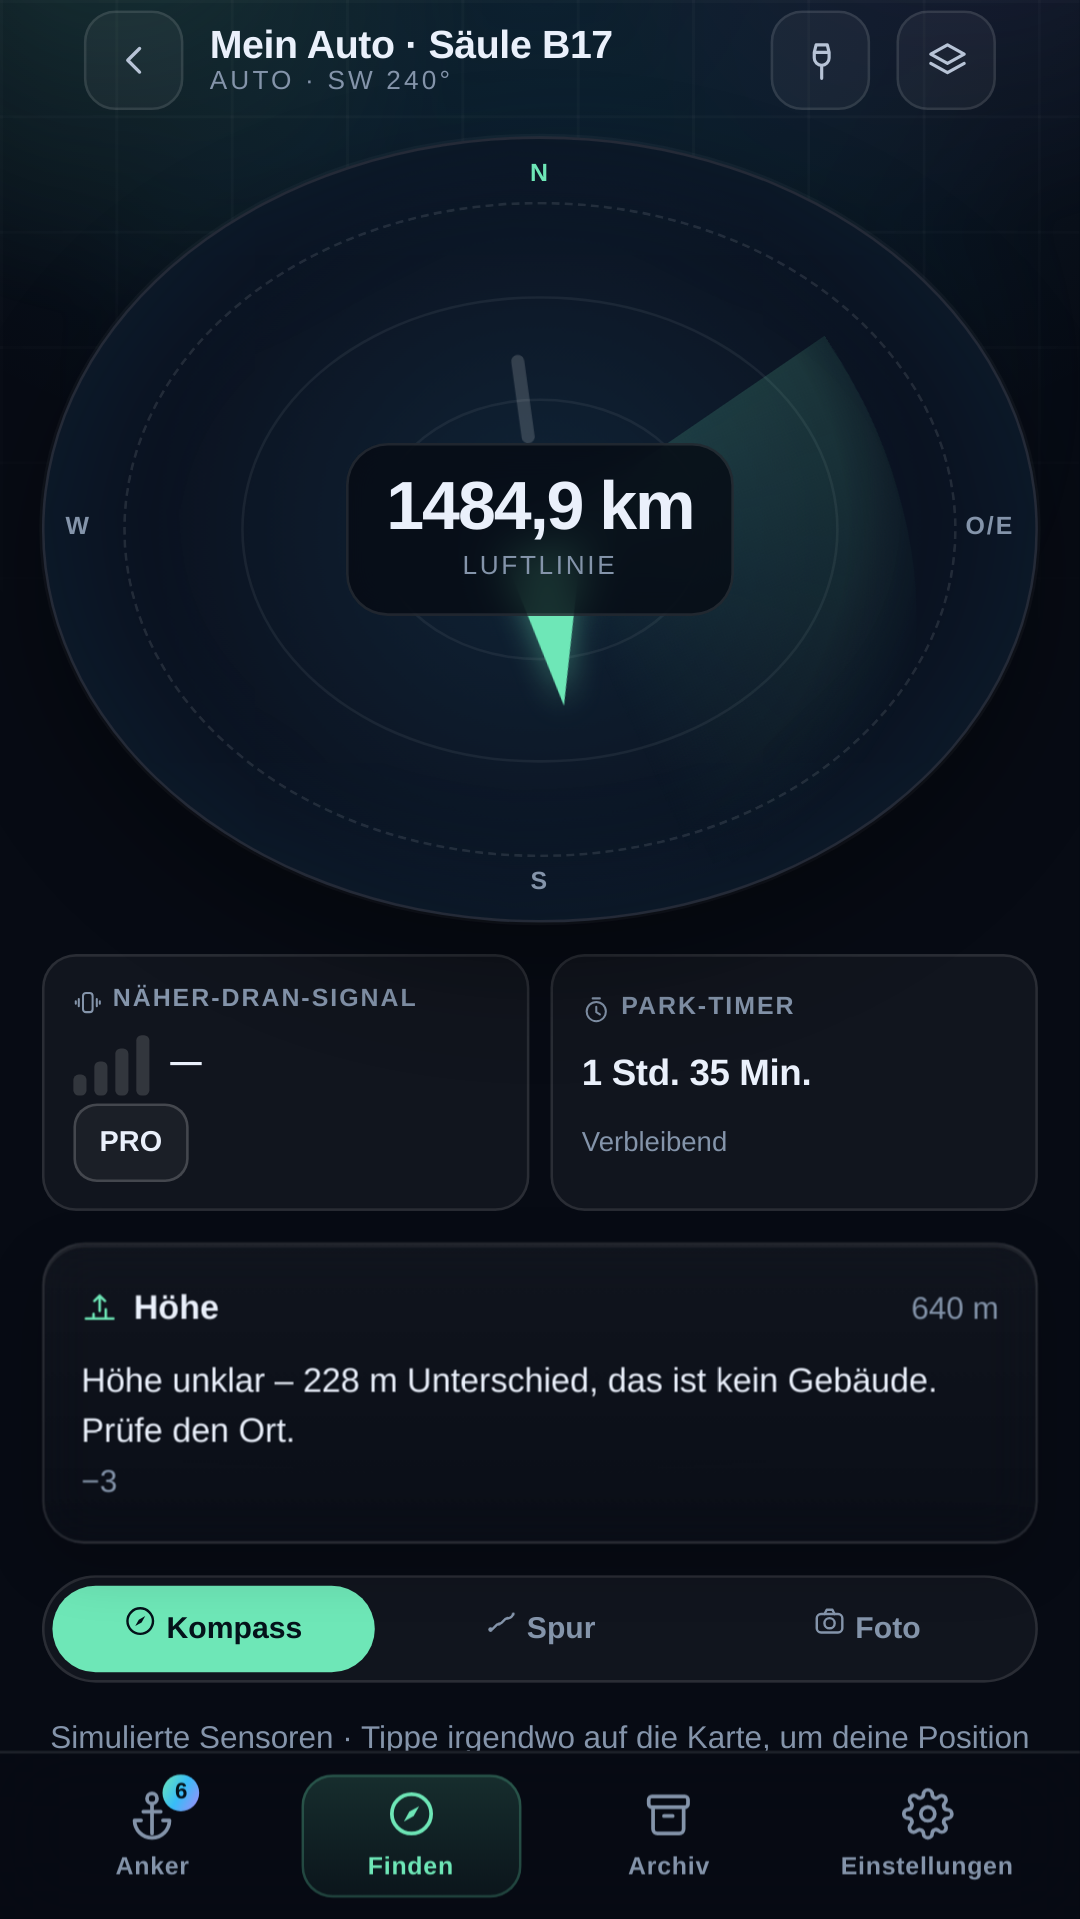 Mein Auto · Säule B17
AUTO · SW 240°
N
W
O/E
1484,9 km
LUFTLINIE
S
NÄHER-DRAN-SIGNAL
—
PRO
PARK-TIMER
1 Std. 35 Min.
Verbleibend
Höhe
640 m
Höhe unklar – 228 m Unterschied, das ist kein Gebäude.
Prüfe den Ort.
−3
Kompass
Spur
Foto
Simulierte Sensoren · Tippe irgendwo auf die Karte, um deine Position
6
Anker
Finden
Archiv
Einstellungen